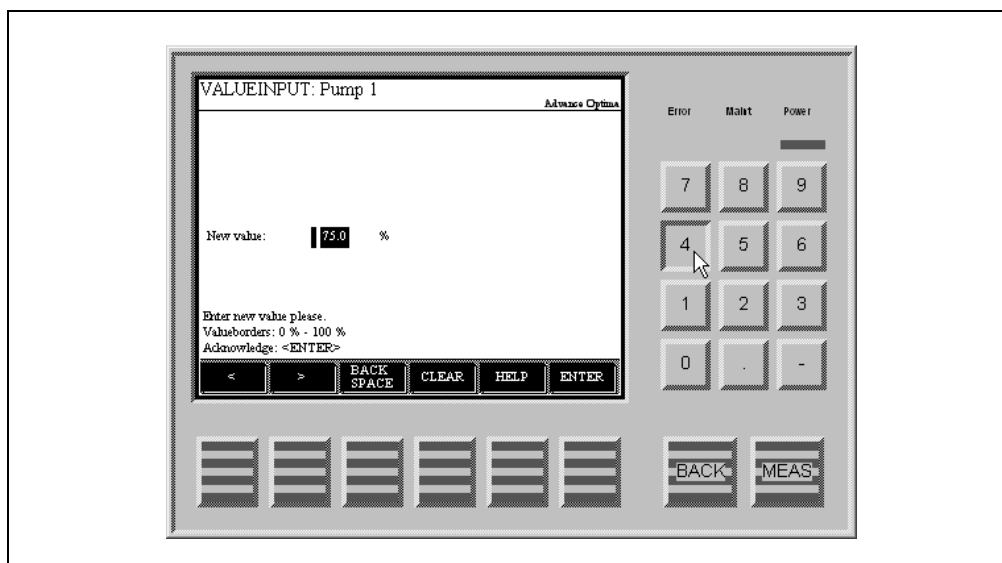 VALUEINPUT: Pump 1
Advance Optima
New value: 75.0 %
Enter new value please.
Valueborders: 0 % - 100 %
Acknowledge: <ENTER>
< > BACK SPACE CLEAR HELP ENTER
Error Maint Power
7 8 9
4 5 6
1 2 3
0 . -
BACK MEAS